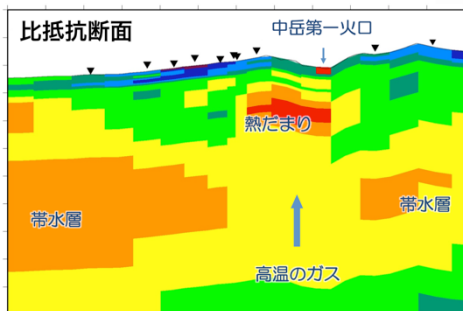 比抵抗断面
中岳第一火口
熱だまり
帯水層
帯水層
高温のガス